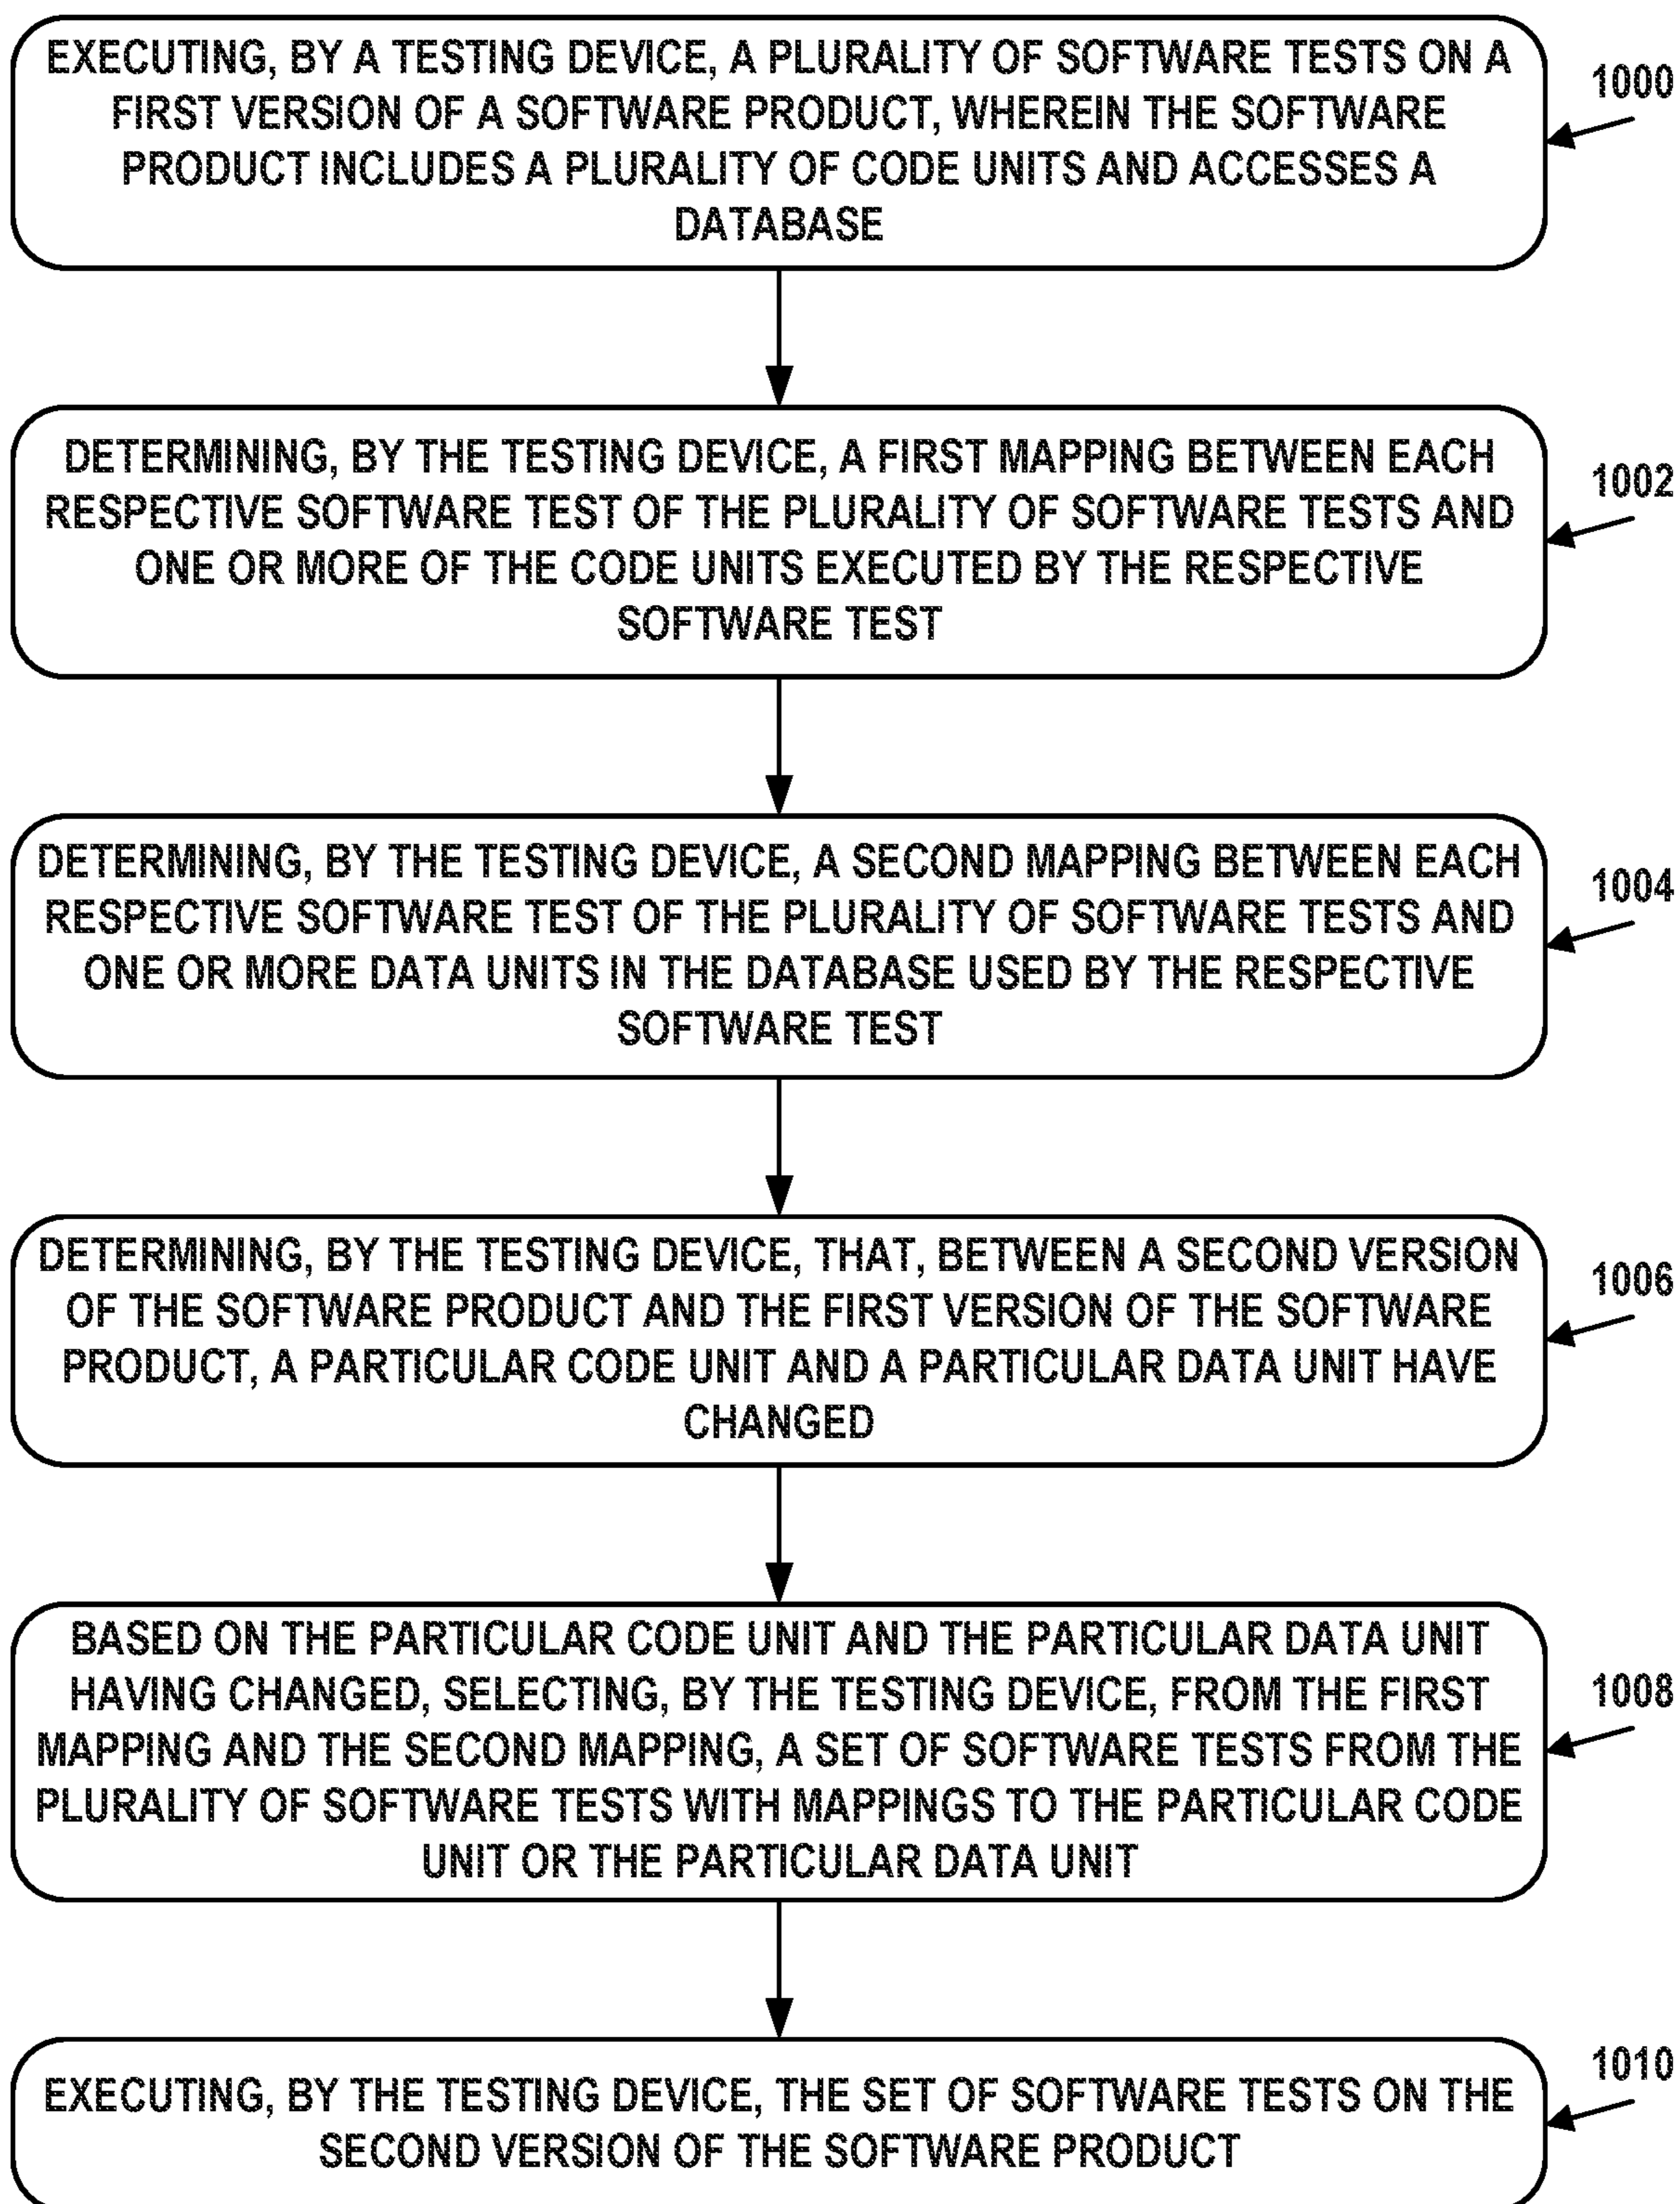 EXECUTING, BY A TESTING DEVICE, A PLURALITY OF SOFTWARE TESTS ON A
FIRST VERSION OF A SOFTWARE PRODUCT, WHEREIN THE SOFTWARE
PRODUCT INCLUDES A PLURALITY OF CODE UNITS AND ACCESSES A
DATABASE
1000
DETERMINING, BY THE TESTING DEVICE, A FIRST MAPPING BETWEEN EACH
RESPECTIVE SOFTWARE TEST OF THE PLURALITY OF SOFTWARE TESTS AND
ONE OR MORE OF THE CODE UNITS EXECUTED BY THE RESPECTIVE
SOFTWARE TEST
1002
DETERMINING, BY THE TESTING DEVICE, A SECOND MAPPING BETWEEN EACH
RESPECTIVE SOFTWARE TEST OF THE PLURALITY OF SOFTWARE TESTS AND
ONE OR MORE DATA UNITS IN THE DATABASE USED BY THE RESPECTIVE
SOFTWARE TEST
1004
DETERMINING, BY THE TESTING DEVICE, THAT, BETWEEN A SECOND VERSION
OF THE SOFTWARE PRODUCT AND THE FIRST VERSION OF THE SOFTWARE
PRODUCT, A PARTICULAR CODE UNIT AND A PARTICULAR DATA UNIT HAVE
CHANGED
1006
BASED ON THE PARTICULAR CODE UNIT AND THE PARTICULAR DATA UNIT
HAVING CHANGED, SELECTING, BY THE TESTING DEVICE, FROM THE FIRST
MAPPING AND THE SECOND MAPPING, A SET OF SOFTWARE TESTS FROM THE
PLURALITY OF SOFTWARE TESTS WITH MAPPINGS TO THE PARTICULAR CODE
UNIT OR THE PARTICULAR DATA UNIT
1008
EXECUTING, BY THE TESTING DEVICE, THE SET OF SOFTWARE TESTS ON THE
SECOND VERSION OF THE SOFTWARE PRODUCT
1010